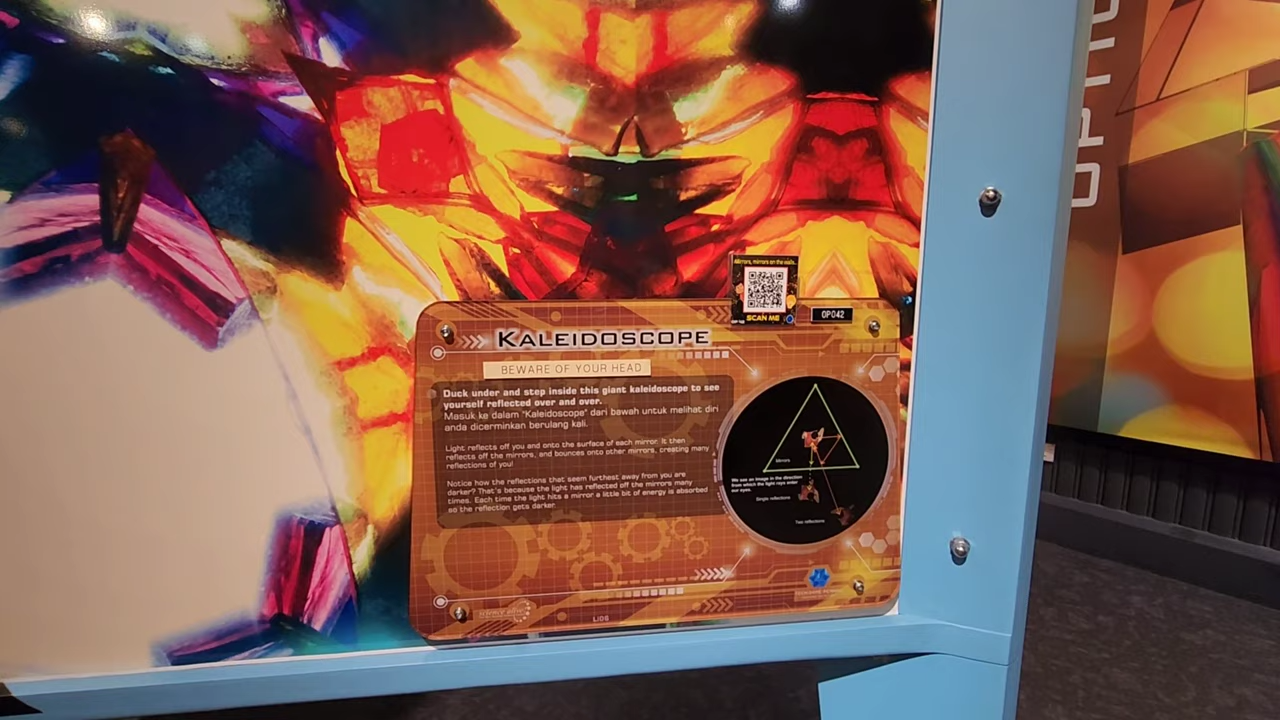 OPTIC
Mirrors, mirrors on the walls.
SCAN ME
OP042
KALEIDOSCOPE
BEWARE OF YOUR HEAD
Duck under and step inside this giant kaleidoscope to see
yourself reflected over and over.
Masuk ke dalam "Kaleidoscope" dari bawah untuk melihat diri
anda dicerminkan berulang kali.
Light reflects off you and onto the surface of each mirror. It then
reflects off the mirrors, and bounces onto other mirrors, creating many
reflections of you!
Notice how the reflections that seem furthest away from you are
darker? That's because the light has reflected off the mirrors many
times. Each time the light hits a mirror a little bit of energy is absorbed
so the reflection gets darker.
Mirrors
We see an image in the direction
from which the light rays enter
our eyes.
Single reflections
Two reflections